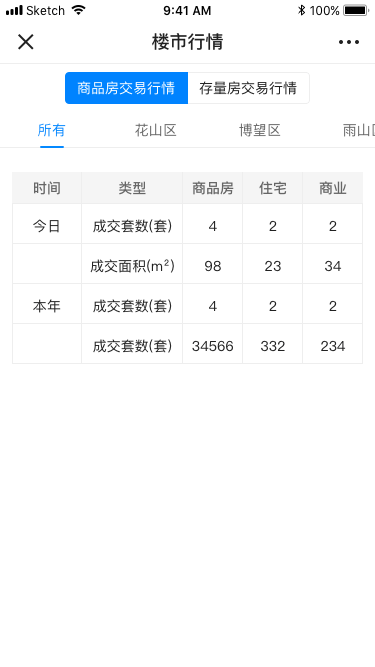 Sketch 9:41 AM 100%
楼市行情
商品房交易行情 存量房交易行情
所有 花山区 博望区 雨山区
时间 类型 商品房 住宅 商业
今日 成交套数(套) 4 2 2
成交面积(m²) 98 23 34
本年 成交套数(套) 4 2 2
成交套数(套) 34566 332 234